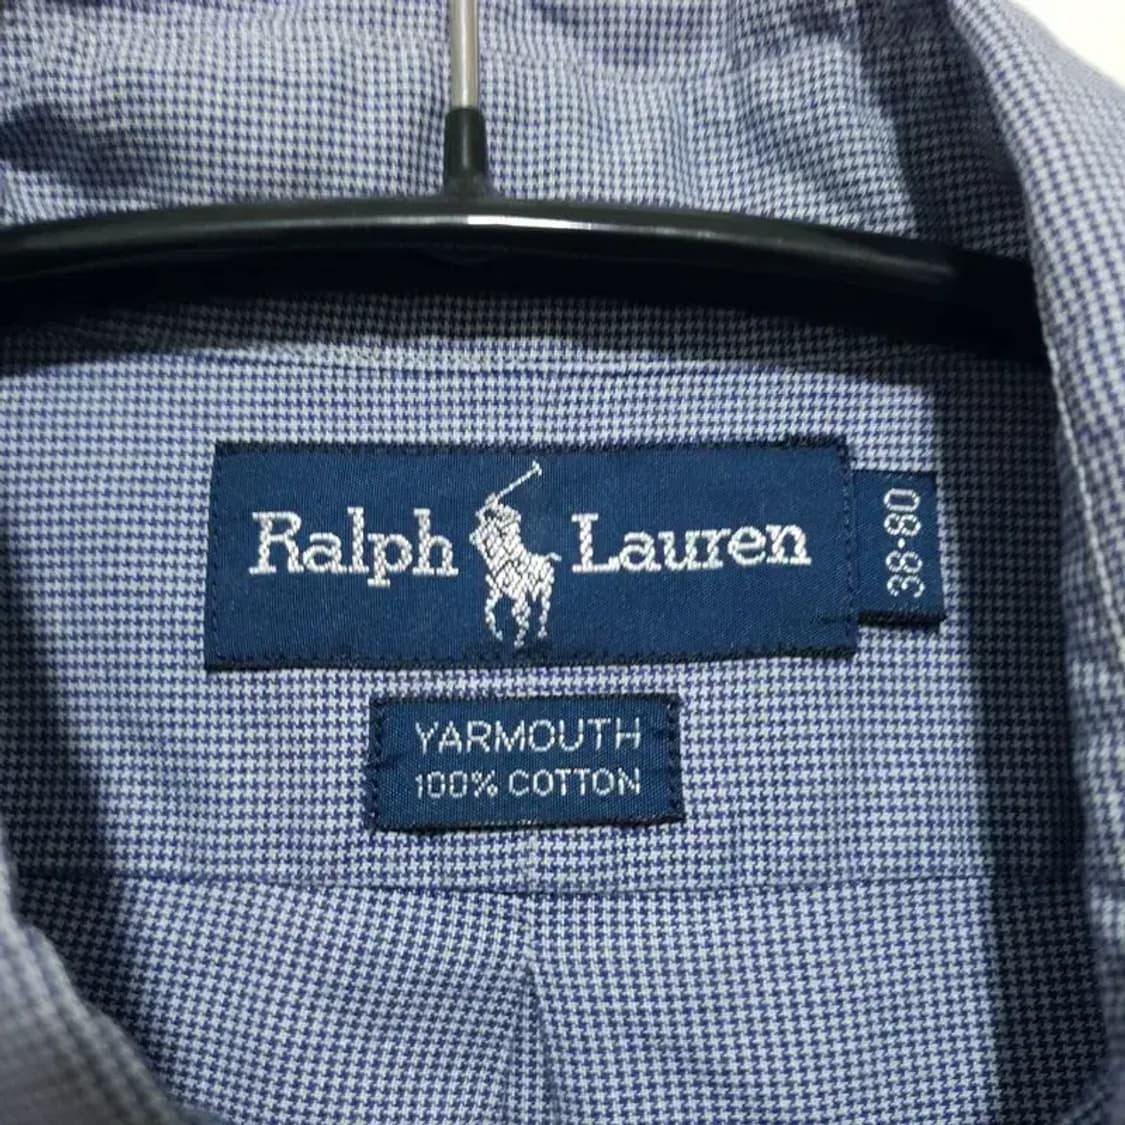 Ralph Lauren
38-80
YARMOUTH
100% COTTON